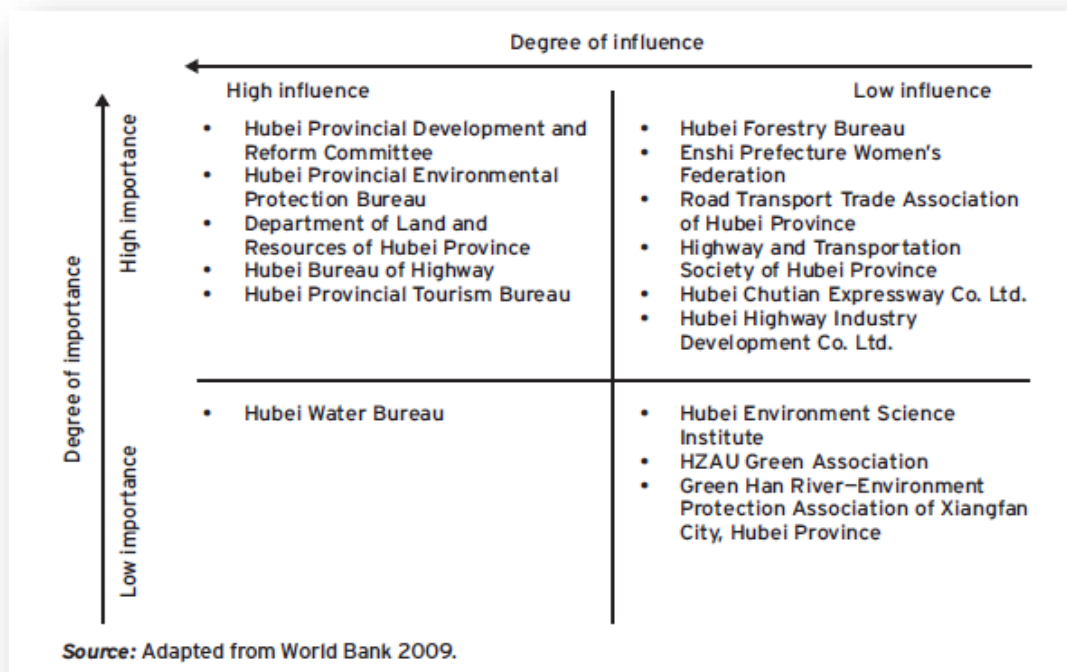 Degree of influence
High influence
Low influence
Degree of importance
High importance
• Hubei Provincial Development and
Reform Committee
• Hubei Provincial Environmental
Protection Bureau
• Department of Land and
Resources of Hubei Province
• Hubei Bureau of Highway
• Hubei Provincial Tourism Bureau
• Hubei Forestry Bureau
• Enshi Prefecture Women's
Federation
• Road Transport Trade Association
of Hubei Province
• Highway and Transportation
Society of Hubei Province
• Hubei Chutian Expressway Co. Ltd.
• Hubei Highway Industry
Development Co. Ltd.
Low importance
• Hubei Water Bureau
• Hubei Environment Science
Institute
• HZAU Green Association
• Green Han River—Environment
Protection Association of Xiangfan
City, Hubei Province
Source: Adapted from World Bank 2009.